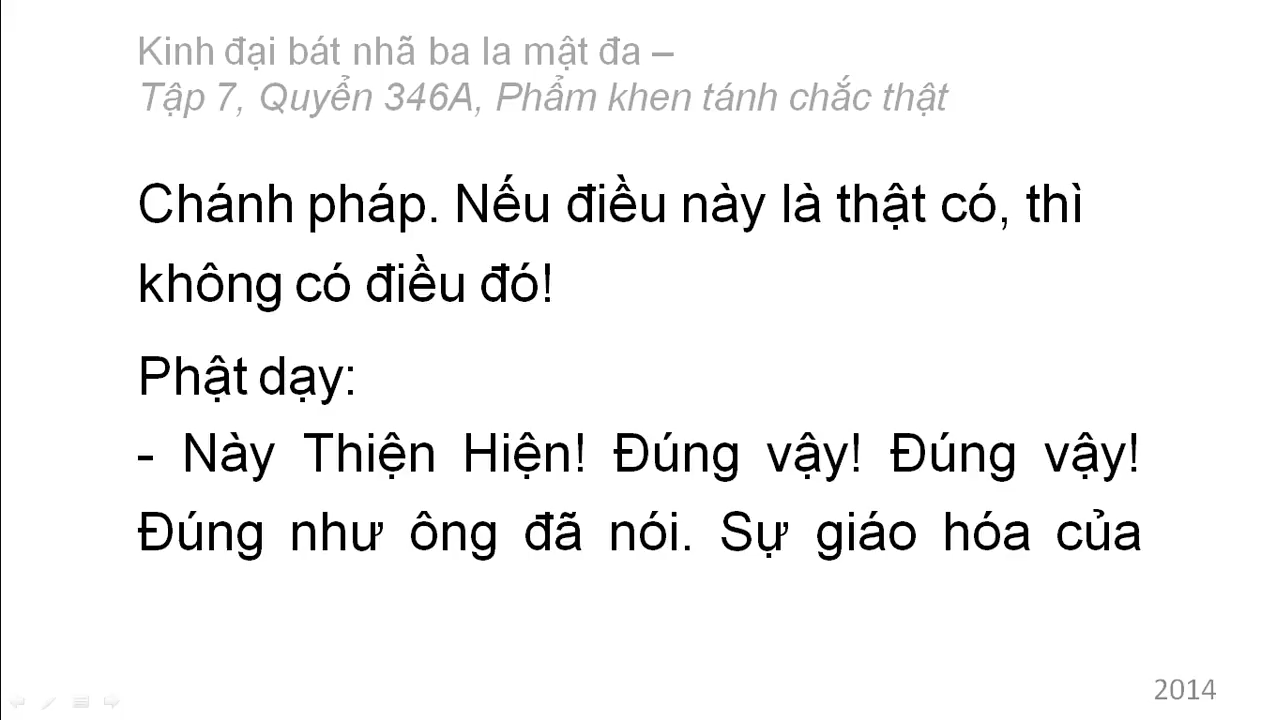 Kinh đại bát nhã ba la mật đa –
Tập 7, Quyển 346A, Phẩm khen tánh chắc thật
Chánh pháp. Nếu điều này là thật có, thì
không có điều đó!
Phật dạy:
- Này Thiện Hiện! Đúng vậy! Đúng vậy!
Đúng như ông đã nói. Sự giáo hóa của
2014